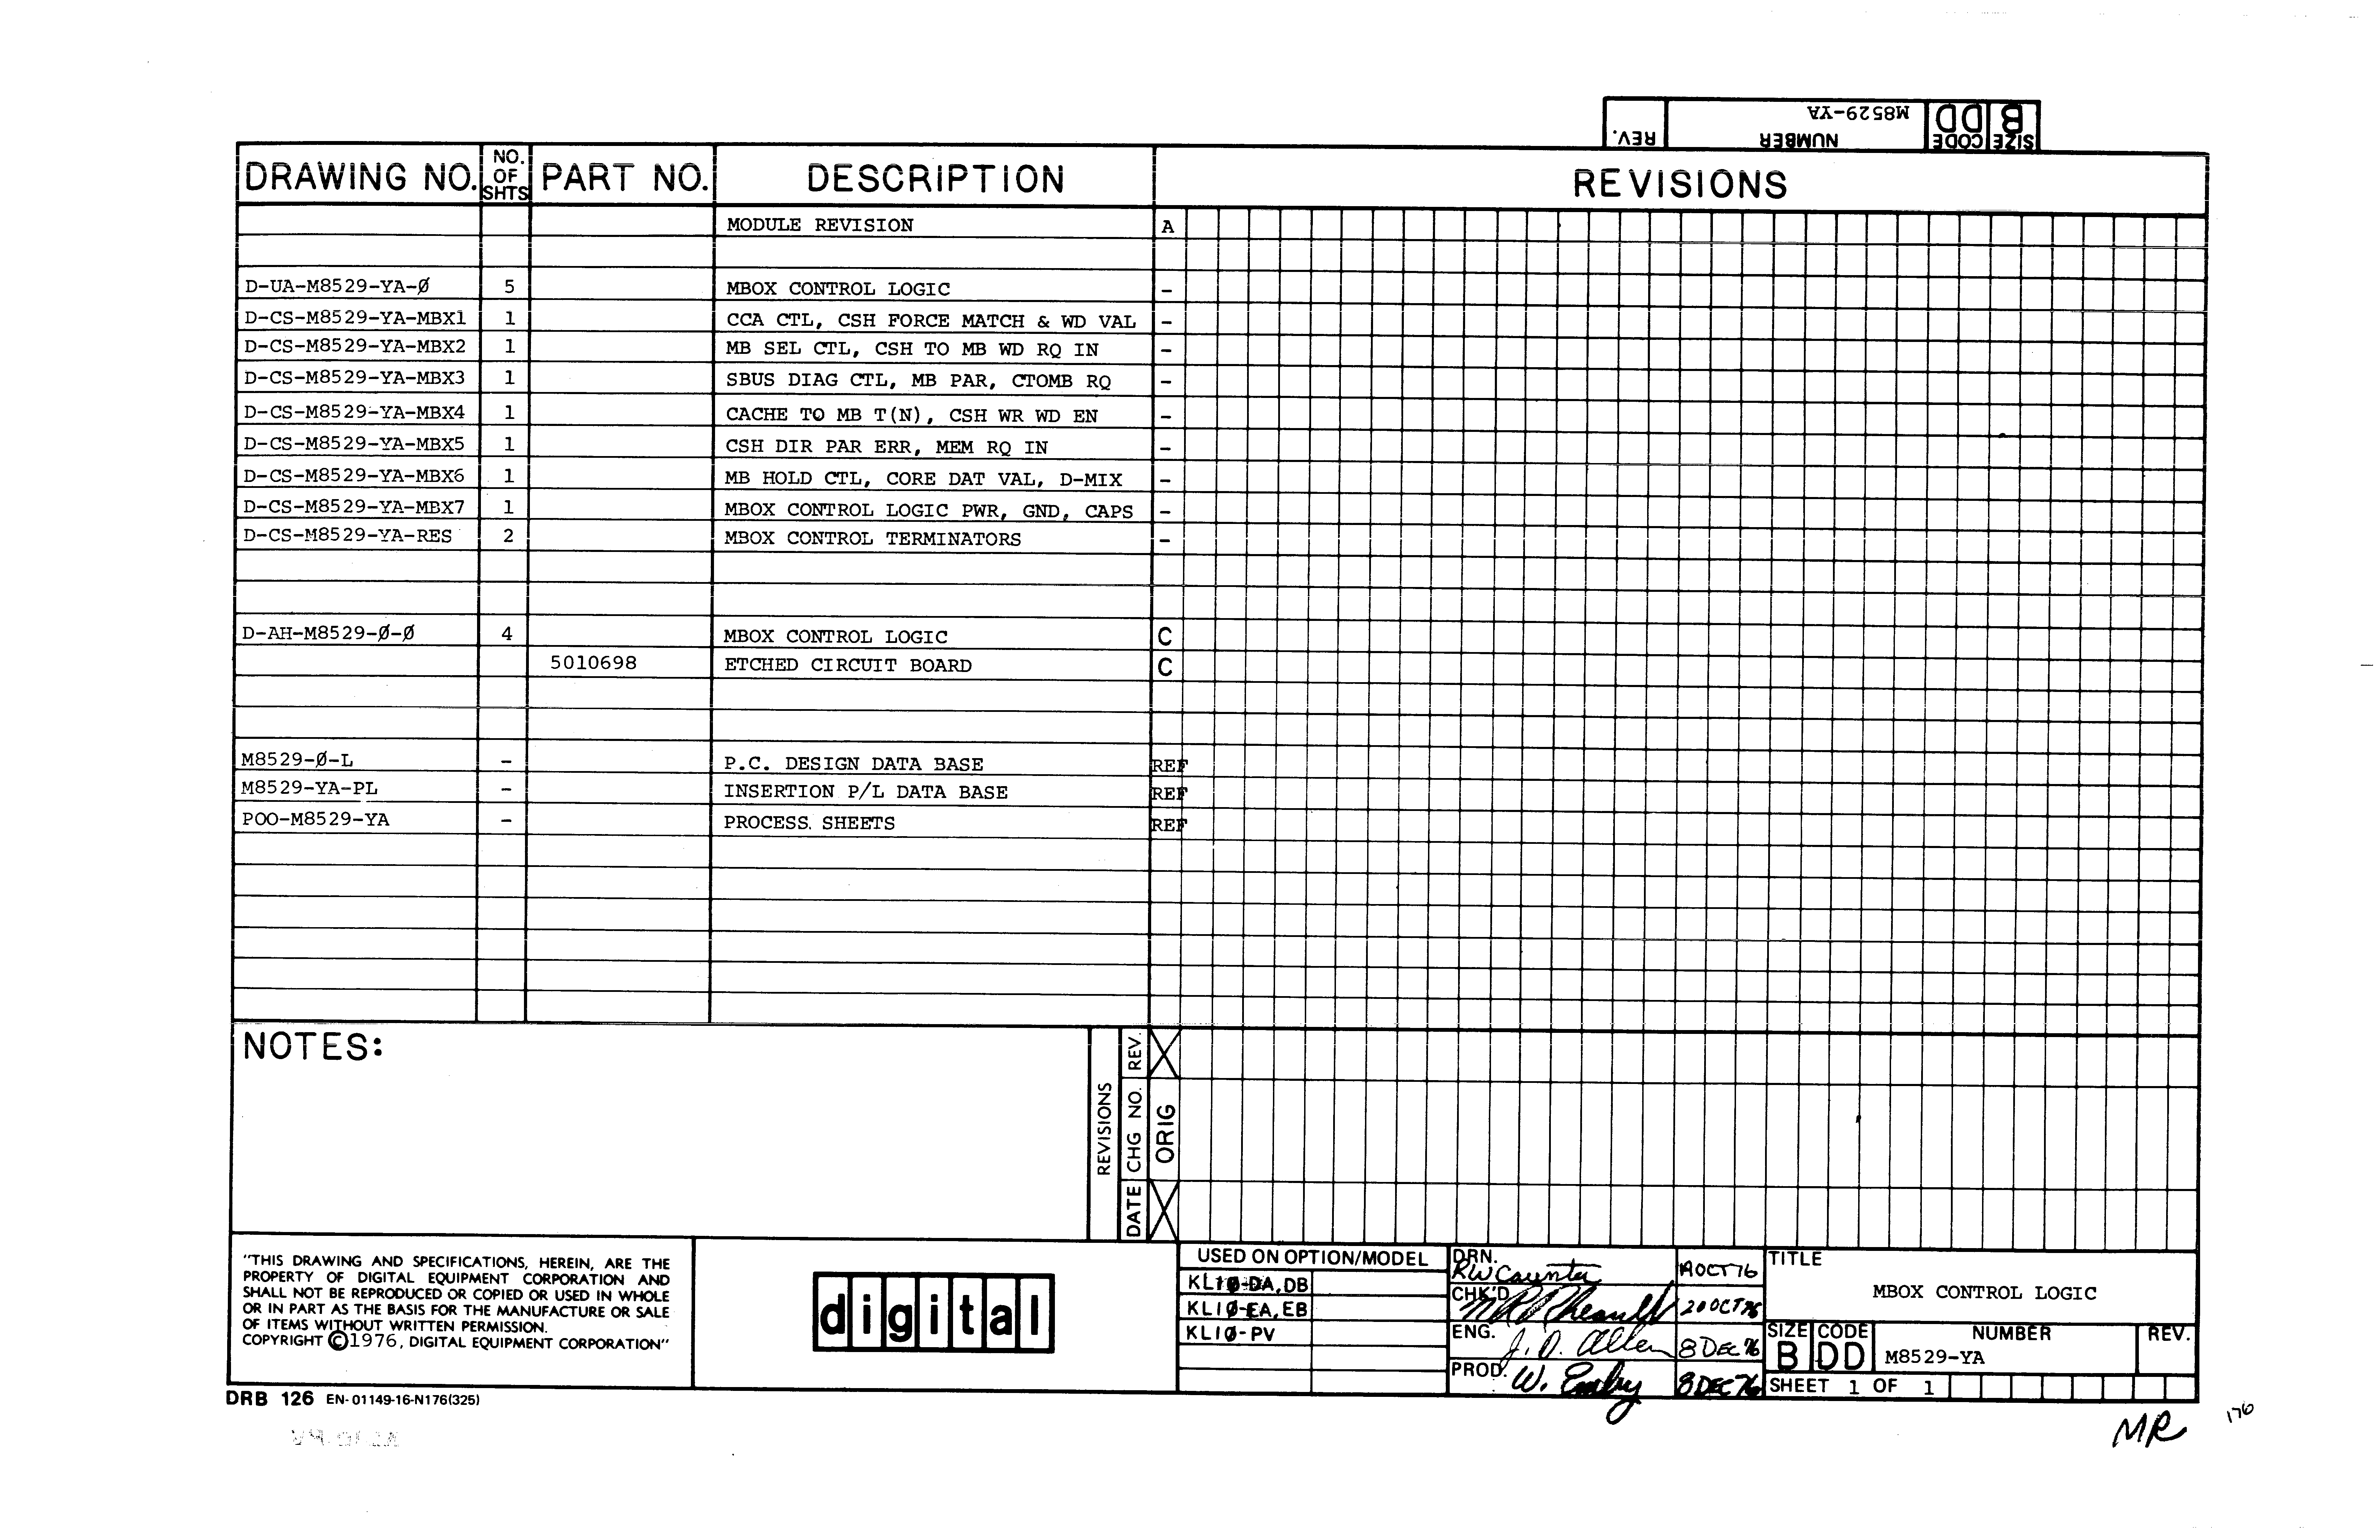 SIZE CODE NUMBER REV.
B DD M8529-YA
DRAWING NO. NO. OF SHTS PART NO. DESCRIPTION REVISIONS
MODULE REVISION A
D-UA-M8529-YA-Ø 5 MBOX CONTROL LOGIC -
D-CS-M8529-YA-MBX1 1 CCA CTL, CSH FORCE MATCH & WD VAL -
D-CS-M8529-YA-MBX2 1 MB SEL CTL, CSH TO MB WD RQ IN -
D-CS-M8529-YA-MBX3 1 SBUS DIAG CTL, MB PAR, CTOMB RQ -
D-CS-M8529-YA-MBX4 1 CACHE TO MB T(N), CSH WR WD EN -
D-CS-M8529-YA-MBX5 1 CSH DIR PAR ERR, MEM RQ IN -
D-CS-M8529-YA-MBX6 1 MB HOLD CTL, CORE DAT VAL, D-MIX -
D-CS-M8529-YA-MBX7 1 MBOX CONTROL LOGIC PWR, GND, CAPS -
D-CS-M8529-YA-RES 2 MBOX CONTROL TERMINATORS -
D-AH-M8529-Ø-Ø 4 MBOX CONTROL LOGIC C
5010698 ETCHED CIRCUIT BOARD C
M8529-Ø-L - P.C. DESIGN DATA BASE REF
M8529-YA-PL - INSERTION P/L DATA BASE REF
POO-M8529-YA - PROCESS SHEETS REF
NOTES:
REVISIONS
DATE CHG NO. REV.
ORIG
"THIS DRAWING AND SPECIFICATIONS, HEREIN, ARE THE
PROPERTY OF DIGITAL EQUIPMENT CORPORATION AND
SHALL NOT BE REPRODUCED OR COPIED OR USED IN WHOLE
OR IN PART AS THE BASIS FOR THE MANUFACTURE OR SALE
OF ITEMS WITHOUT WRITTEN PERMISSION.
COPYRIGHT ©1976, DIGITAL EQUIPMENT CORPORATION"
digital
USED ON OPTION/MODEL
KL1Ø-DA, DB
KL1Ø-EA, EB
KL1Ø-PV
DRN. OCT 76
CHK'D 20 OCT 76
ENG. J. D. Allen 8 DEC 76
PROD. W. 8 DEC 76
TITLE
MBOX CONTROL LOGIC
SIZE CODE NUMBER REV.
B DD M8529-YA
SHEET 1 OF 1
DRB 126 EN-01149-16-N176(325)
MR 176